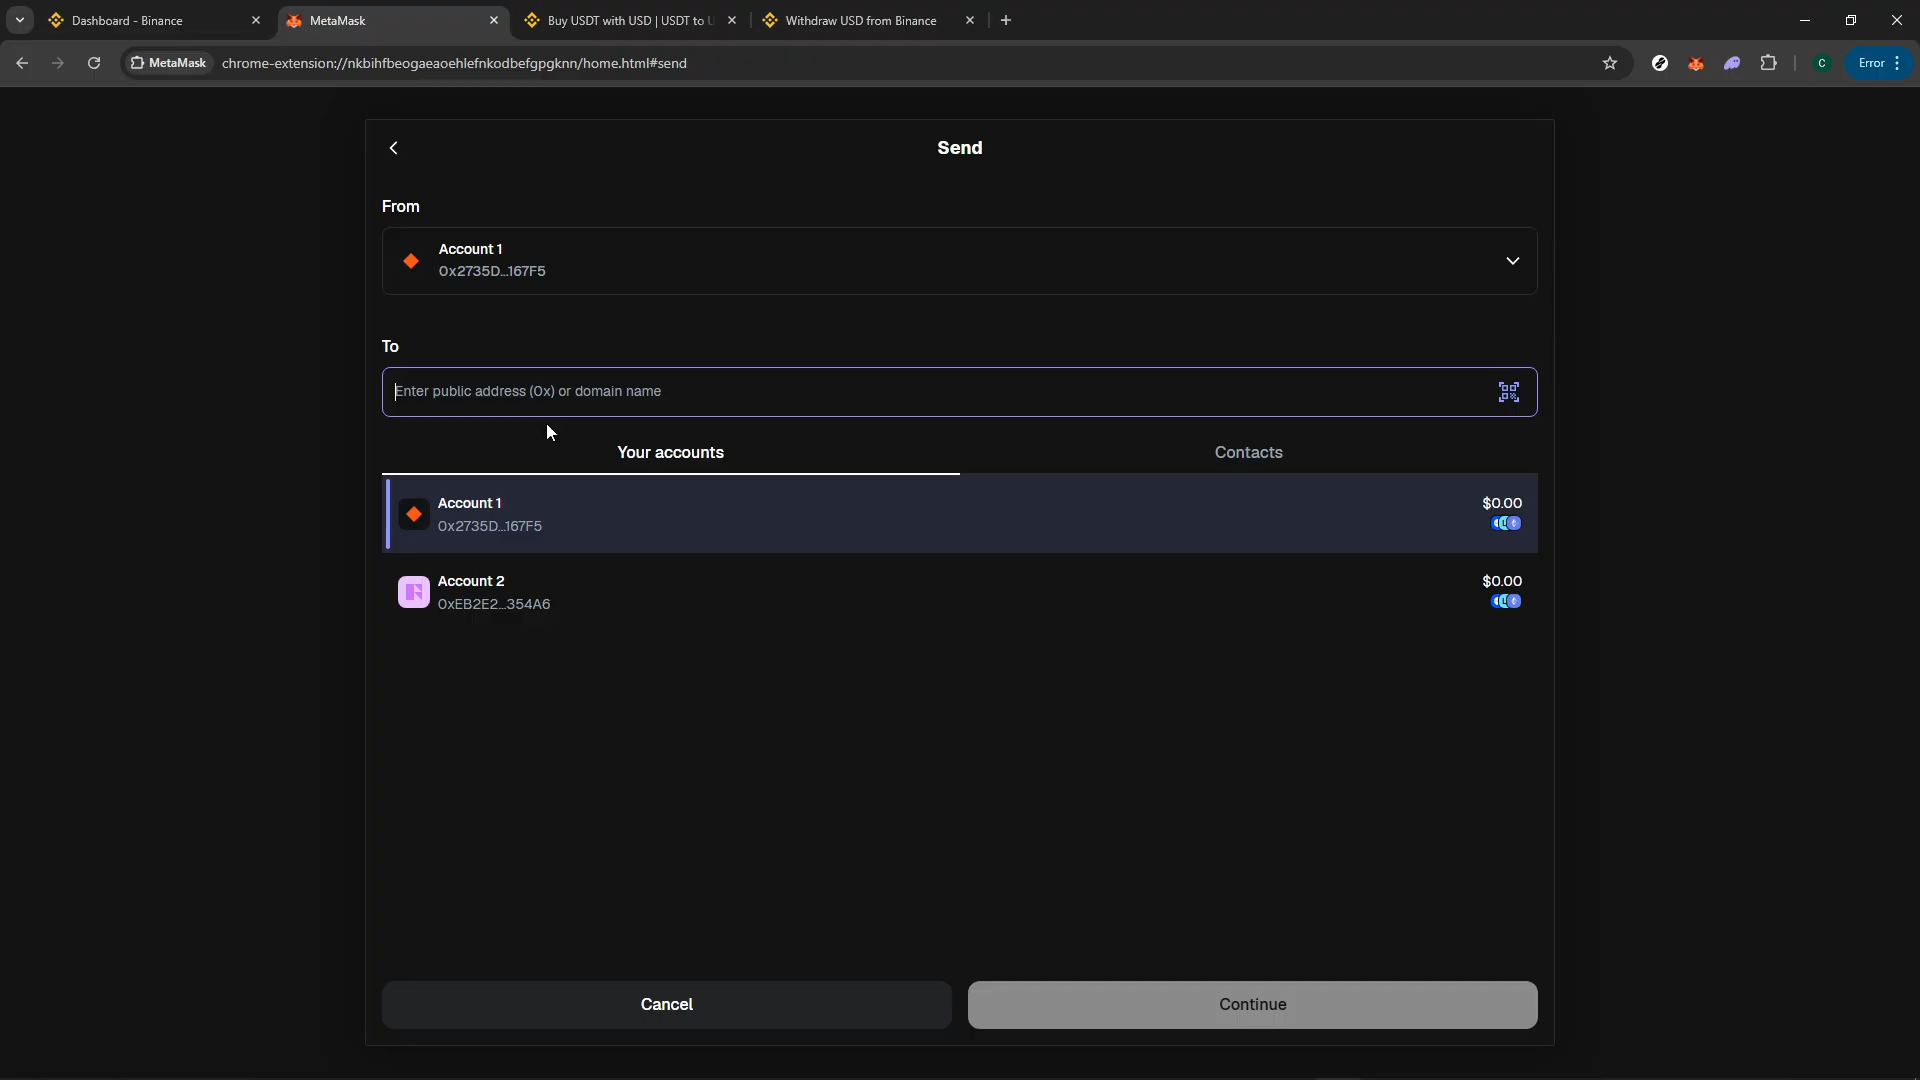 Dashboard - Binance
MetaMask
Buy USDT with USD | USDT to U
Withdraw USD from Binance
MetaMask
chrome-extension://nkbihfbeogaeaoehlefnkodbefgpgknn/home.html#send
C
Error
Send
From
Account 1
0x2735D...167F5
To
Enter public address (0x) or domain name
Your accounts
Contacts
Account 1
$0.00
0x2735D...167F5
Account 2
$0.00
0xEB2E2...354A6
Cancel
Continue